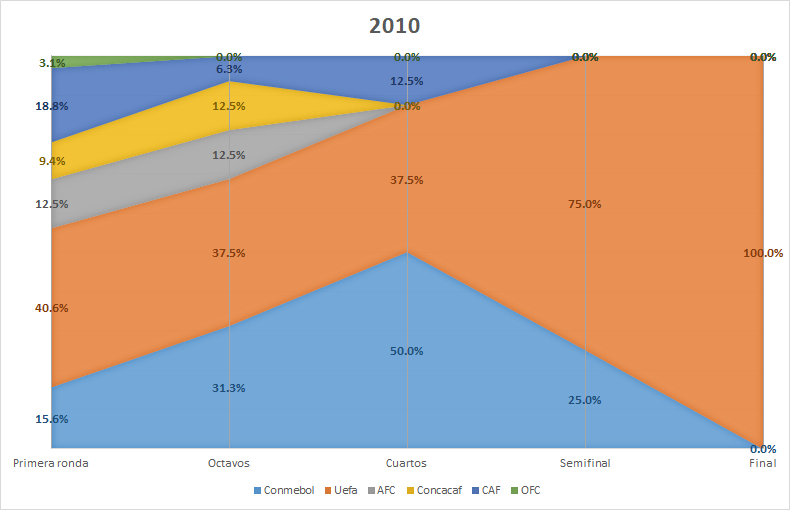 2010
3.1% 0.0% 0.0% 0.0% 0.0%
18.8% 6.3% 12.5%
9.4% 12.5% 0.0%
12.5% 12.5%
40.6% 37.5% 37.5% 75.0% 100.0%
15.6% 31.3% 50.0% 25.0% 0.0%
Primera ronda Octavos Cuartos Semifinal Final
Conmebol Uefa AFC Concacaf CAF OFC